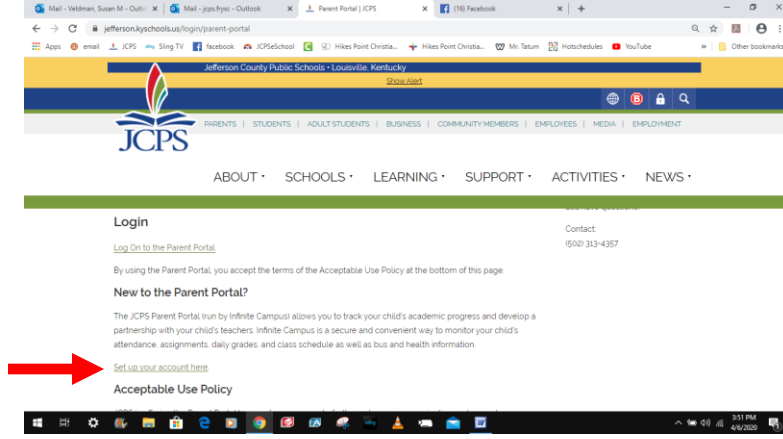 Mail - Veldman, Susan M - Outlo
Mail - jcps.frysc - Outlook
Parent Portal | JCPS
(16) Facebook
jefferson.kyschools.us/login/parent-portal
Apps email JCPS Sling TV facebook JCPSeSchool Hikes Point Christia... Hikes Point Christia... Mr. Tatum Hotschedules YouTube Other bookmarks
Jefferson County Public Schools • Louisville, Kentucky
Show Alert
JCPS
PARENTS | STUDENTS | ADULT STUDENTS | BUSINESS | COMMUNITY MEMBERS | EMPLOYEES | MEDIA | EMPLOYMENT
ABOUT SCHOOLS LEARNING SUPPORT ACTIVITIES NEWS
Login
Contact:
(502) 313-4357
Log On to the Parent Portal
By using the Parent Portal, you accept the terms of the Acceptable Use Policy at the bottom of this page.
New to the Parent Portal?
The JCPS Parent Portal (run by Infinite Campus) allows you to track your child's academic progress and develop a
partnership with your child's teachers. Infinite Campus is a secure and convenient way to monitor your child's
attendance, assignments, daily grades, and class schedule as well as bus and health information.
Set up your account here.
Acceptable Use Policy
3:51 PM
4/6/2020